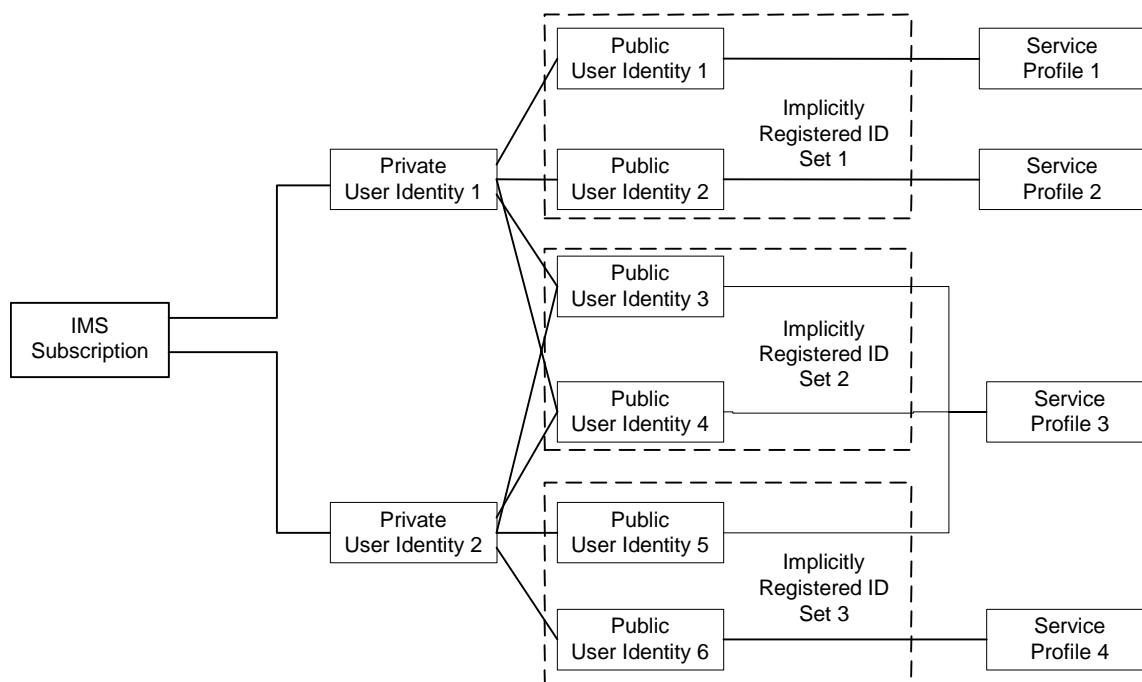 IMS
Subscription
Private
User Identity 1
Private
User Identity 2
Public
User Identity 1
Public
User Identity 2
Implicitly
Registered ID
Set 1
Public
User Identity 3
Public
User Identity 4
Implicitly
Registered ID
Set 2
Public
User Identity 5
Public
User Identity 6
Implicitly
Registered ID
Set 3
Service
Profile 1
Service
Profile 2
Service
Profile 3
Service
Profile 4